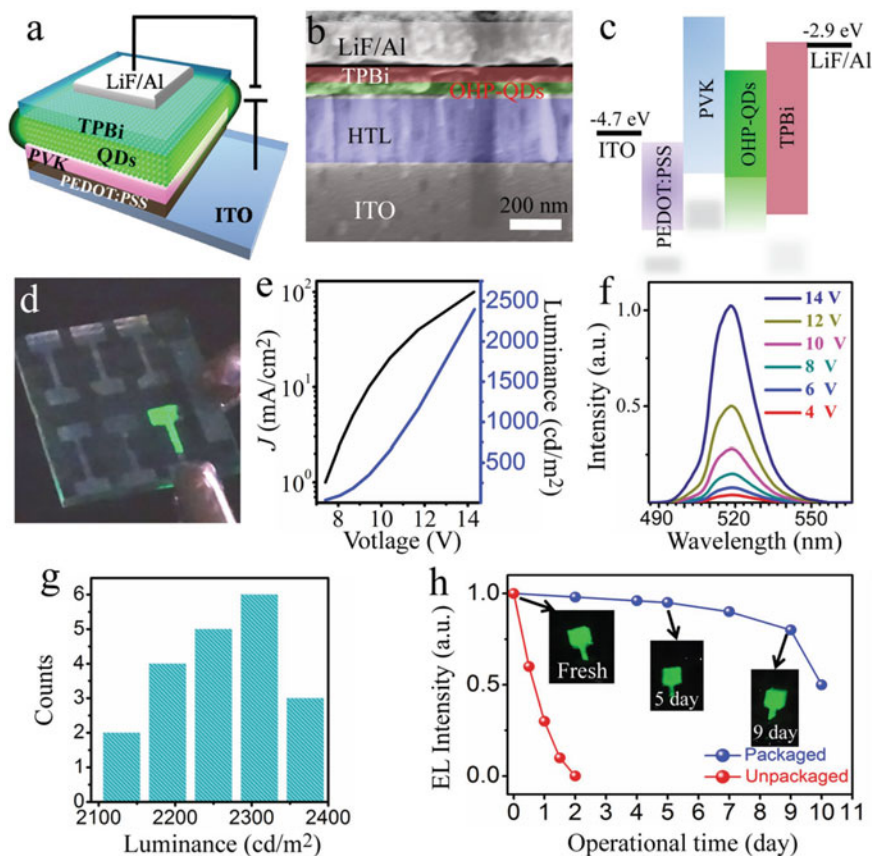 a
LiF/Al
TPBi
QDs
PVK
PEDOT:PSS
ITO
b
LiF/Al
TPBi
OHP-QDs
HTL
ITO
200 nm
c
-2.9 eV
LiF/Al
-4.7 eV
ITO
PEDOT:PSS
PVK
OHP-QDs
TPBi
d
e
10²
10¹
10⁰
J (mA/cm2)
8 10 12 14
Votlage (V)
2500
2000
1500
1000
500
Luminance (cd/m²)
f
1.0
0.5
Intensity (a.u.)
14 V
12 V
10 V
8 V
6 V
4 V
490 520 550
Wavelength (nm)
g
6
5
4
3
2
1
0
Counts
2100 2200 2300 2400
Luminance (cd/m²)
h
1.0
0.5
0.0
EL Intensity (a.u.)
Fresh
5 day
9 day
Packaged
Unpackaged
0 1 2 3 4 5 6 7 8 9 10 11
Operational time (day)